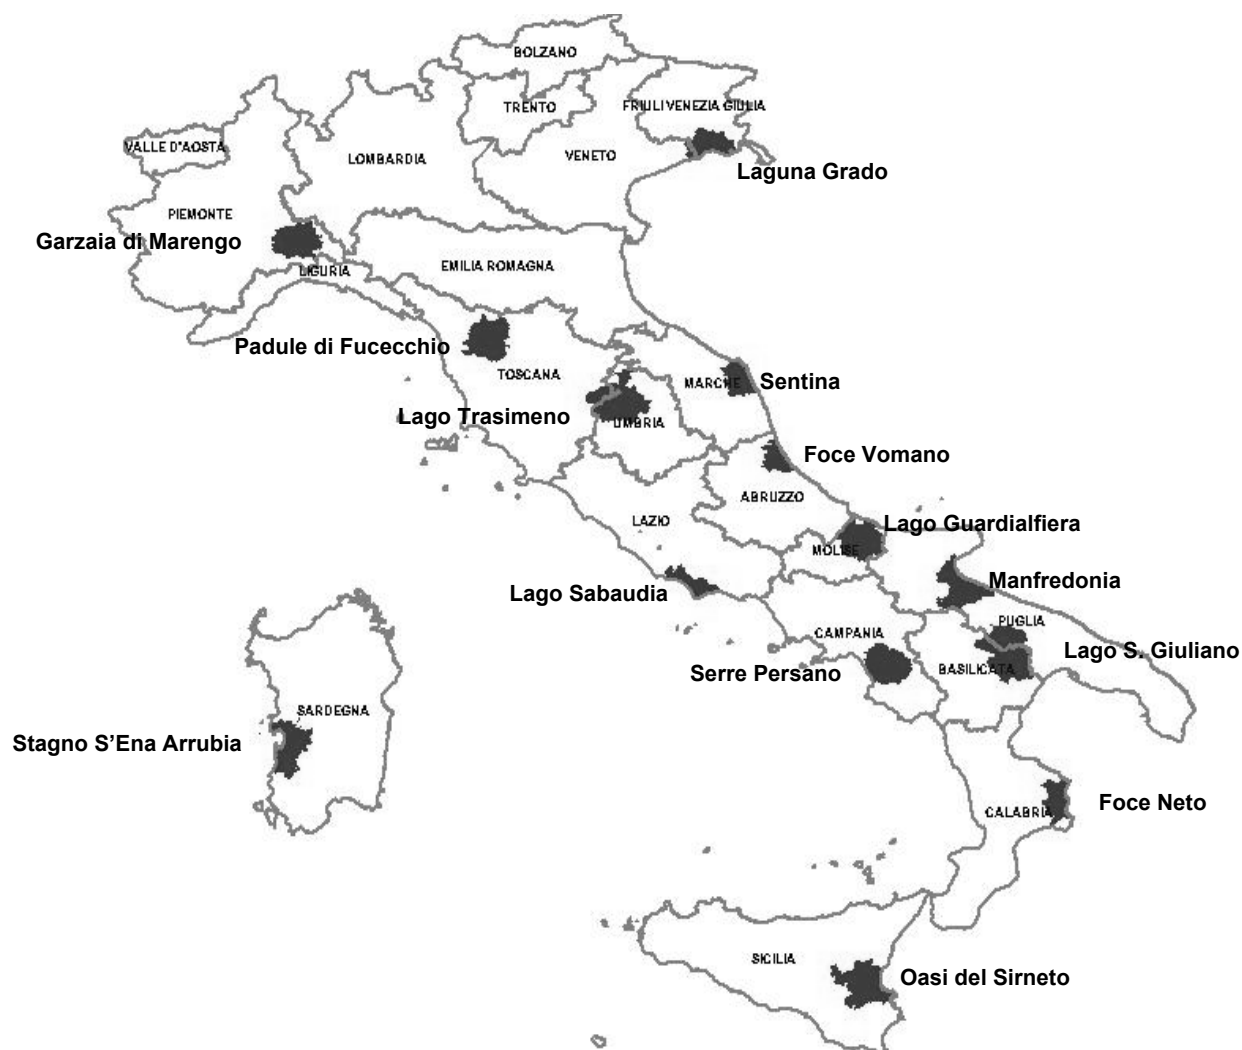 BOLZANO
TRENTO
FRIULI VENEZIA GIULIA
VALLE D'AOSTA
LOMBARDIA
VENETO
Laguna Grado
PIEMONTE
Garzaia di Marengo
LIGURIA
EMILIA ROMAGNA
Padule di Fucecchio
TOSCANA
MARCHE
Sentina
Lago Trasimeno
UMBRIA
Foce Vomano
ABRUZZO
LAZIO
Lago Guardialfiera
MOLISE
Lago Sabaudia
Manfredonia
CAMPANIA
PUGLIA
Serre Persano
BASILICATA
Lago S. Giuliano
SARDEGNA
Stagno S’Ena Arrubia
CALABRIA
Foce Neto
SICILIA
Oasi del Sirneto